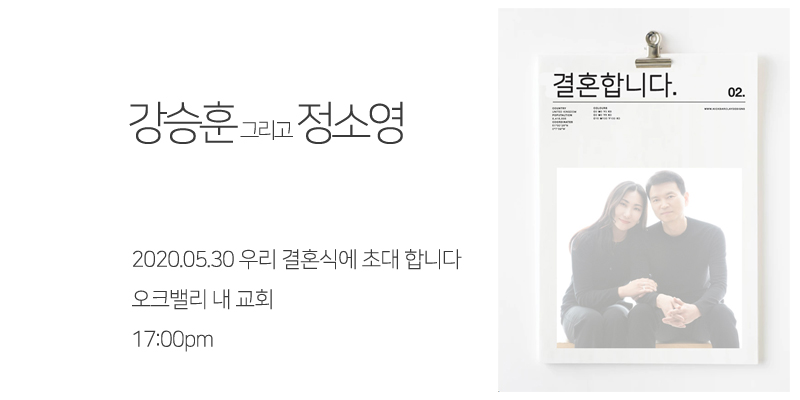 강승훈 그리고 정소영
2020.05.30 우리 결혼식에 초대 합니다
오크밸리 내 교회
17:00pm
결혼합니다.
02.